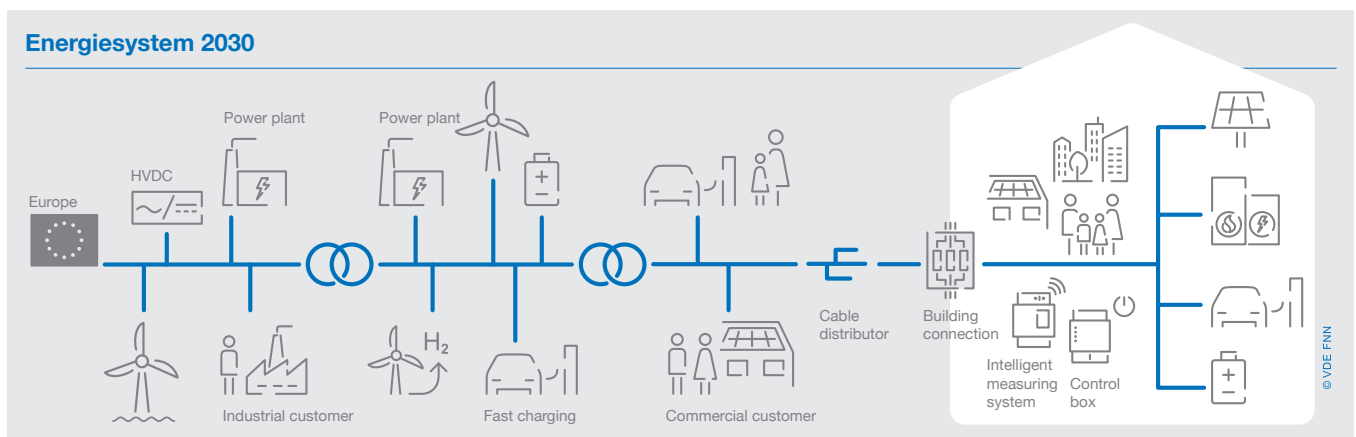 Energiesystem 2030
Power plant
Power plant
HVDC
Europe
Cable
distributor
Building
connection
H2
Intelligent
measuring
system
Control
box
Industrial customer
Fast charging
Commercial customer
© VDE FNN